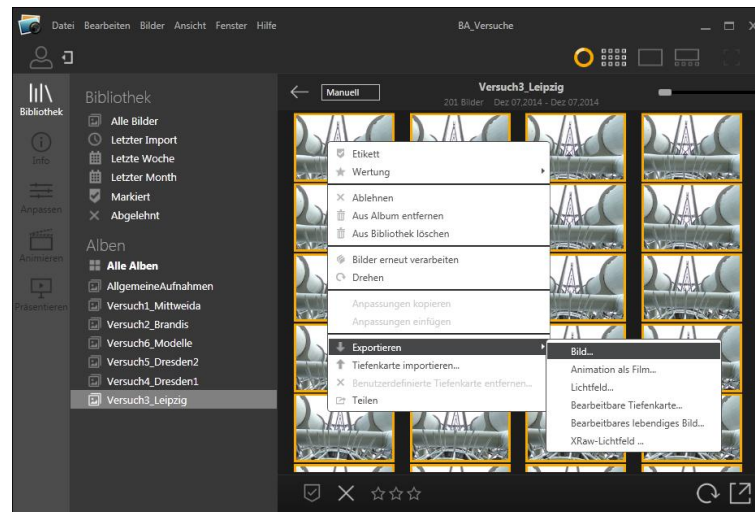 Datei Bearbeiten Bilder Ansicht Fenster Hilfe
BA_Versuche
Bibliothek
Info
Anpassen
Animieren
Präsentieren
Bibliothek
Alle Bilder
Letzter Import
Letzte Woche
Letzter Month
Markiert
Abgelehnt
Alben
Alle Alben
AllgemeineAufnahmen
Versuch1_Mittweida
Versuch2_Brandis
Versuch6_Modelle
Versuch5_Dresden2
Versuch4_Dresden1
Versuch3_Leipzig
Manuell
Versuch3_Leipzig
201 Bilder Dez 07,2014 - Dez 07,2014
Etikett
Wertung
Ablehnen
Aus Album entfernen
Aus Bibliothek löschen
Bilder erneut verarbeiten
Drehen
Anpassungen kopieren
Anpassungen einfügen
Exportieren
Tiefenkarte importieren...
Benutzerdefinierte Tiefenkarte entfernen...
Teilen
Bild...
Animation als Film...
Lichtfeld...
Bearbeitbare Tiefenkarte...
Bearbeitbares lebendiges Bild...
XRaw-Lichtfeld ...